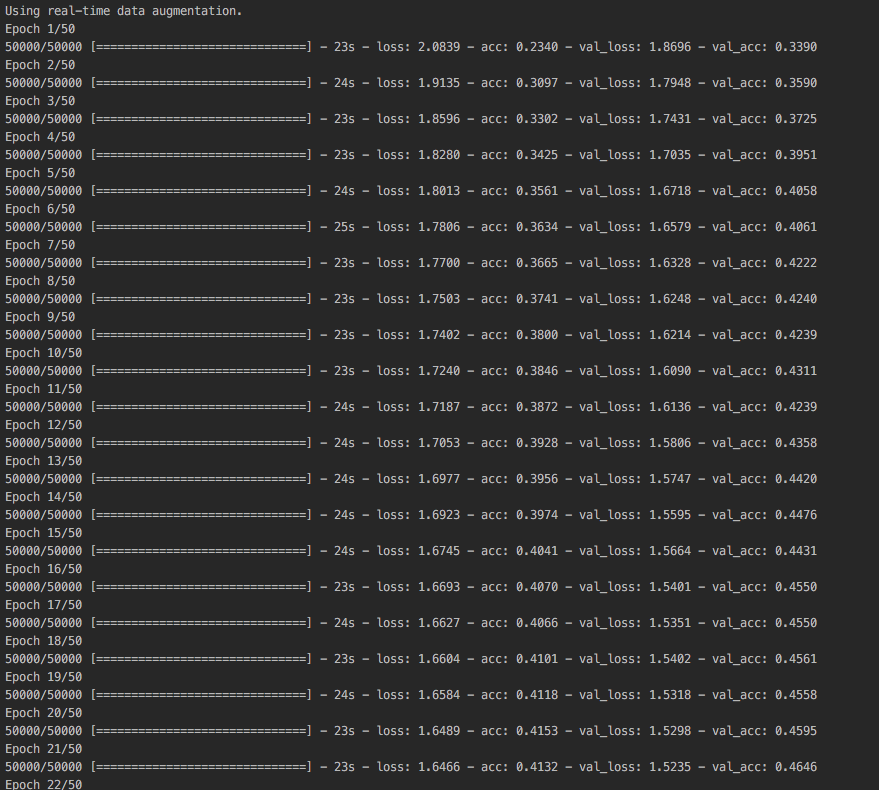 Using real-time data augmentation.
Epoch 1/50
50000/50000 [==============================] - 23s - loss: 2.0839 - acc: 0.2340 - val_loss: 1.8696 - val_acc: 0.3390
Epoch 2/50
50000/50000 [==============================] - 24s - loss: 1.9135 - acc: 0.3097 - val_loss: 1.7948 - val_acc: 0.3590
Epoch 3/50
50000/50000 [==============================] - 23s - loss: 1.8596 - acc: 0.3302 - val_loss: 1.7431 - val_acc: 0.3725
Epoch 4/50
50000/50000 [==============================] - 23s - loss: 1.8280 - acc: 0.3425 - val_loss: 1.7035 - val_acc: 0.3951
Epoch 5/50
50000/50000 [==============================] - 24s - loss: 1.8013 - acc: 0.3561 - val_loss: 1.6718 - val_acc: 0.4058
Epoch 6/50
50000/50000 [==============================] - 25s - loss: 1.7806 - acc: 0.3634 - val_loss: 1.6579 - val_acc: 0.4061
Epoch 7/50
50000/50000 [==============================] - 23s - loss: 1.7700 - acc: 0.3665 - val_loss: 1.6328 - val_acc: 0.4222
Epoch 8/50
50000/50000 [==============================] - 23s - loss: 1.7503 - acc: 0.3741 - val_loss: 1.6248 - val_acc: 0.4240
Epoch 9/50
50000/50000 [==============================] - 23s - loss: 1.7402 - acc: 0.3800 - val_loss: 1.6214 - val_acc: 0.4239
Epoch 10/50
50000/50000 [==============================] - 23s - loss: 1.7240 - acc: 0.3846 - val_loss: 1.6090 - val_acc: 0.4311
Epoch 11/50
50000/50000 [==============================] - 24s - loss: 1.7187 - acc: 0.3872 - val_loss: 1.6136 - val_acc: 0.4239
Epoch 12/50
50000/50000 [==============================] - 24s - loss: 1.7053 - acc: 0.3928 - val_loss: 1.5806 - val_acc: 0.4358
Epoch 13/50
50000/50000 [==============================] - 24s - loss: 1.6977 - acc: 0.3956 - val_loss: 1.5747 - val_acc: 0.4420
Epoch 14/50
50000/50000 [==============================] - 24s - loss: 1.6923 - acc: 0.3974 - val_loss: 1.5595 - val_acc: 0.4476
Epoch 15/50
50000/50000 [==============================] - 24s - loss: 1.6745 - acc: 0.4041 - val_loss: 1.5664 - val_acc: 0.4431
Epoch 16/50
50000/50000 [==============================] - 23s - loss: 1.6693 - acc: 0.4070 - val_loss: 1.5401 - val_acc: 0.4550
Epoch 17/50
50000/50000 [==============================] - 24s - loss: 1.6627 - acc: 0.4066 - val_loss: 1.5351 - val_acc: 0.4550
Epoch 18/50
50000/50000 [==============================] - 23s - loss: 1.6604 - acc: 0.4101 - val_loss: 1.5402 - val_acc: 0.4561
Epoch 19/50
50000/50000 [==============================] - 24s - loss: 1.6584 - acc: 0.4118 - val_loss: 1.5318 - val_acc: 0.4558
Epoch 20/50
50000/50000 [==============================] - 23s - loss: 1.6489 - acc: 0.4153 - val_loss: 1.5298 - val_acc: 0.4595
Epoch 21/50
50000/50000 [==============================] - 23s - loss: 1.6466 - acc: 0.4132 - val_loss: 1.5235 - val_acc: 0.4646
Epoch 22/50